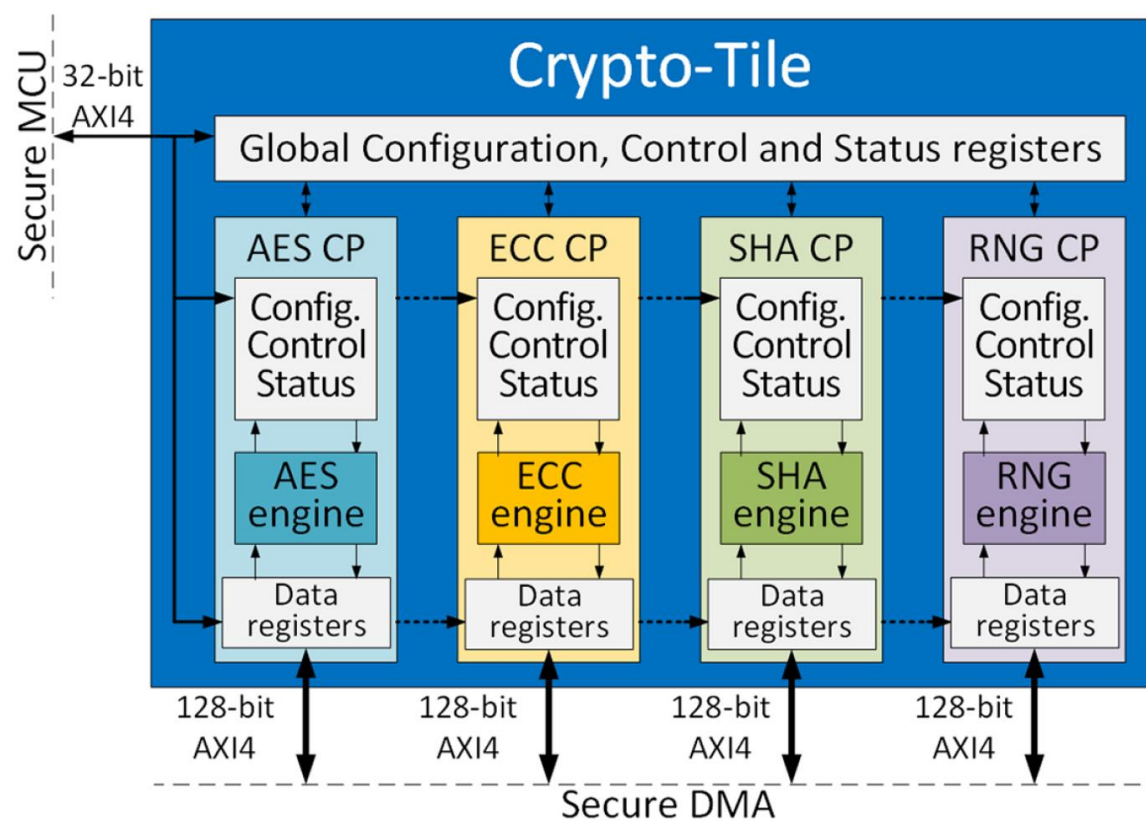 Crypto-Tile
Secure MCU
32-bit
AXI4
Global Configuration, Control and Status registers
AES CP
Config.
Control
Status
AES
engine
Data
registers
ECC CP
Config.
Control
Status
ECC
engine
Data
registers
SHA CP
Config.
Control
Status
SHA
engine
Data
registers
RNG CP
Config.
Control
Status
RNG
engine
Data
registers
128-bit
AXI4
128-bit
AXI4
128-bit
AXI4
128-bit
AXI4
Secure DMA